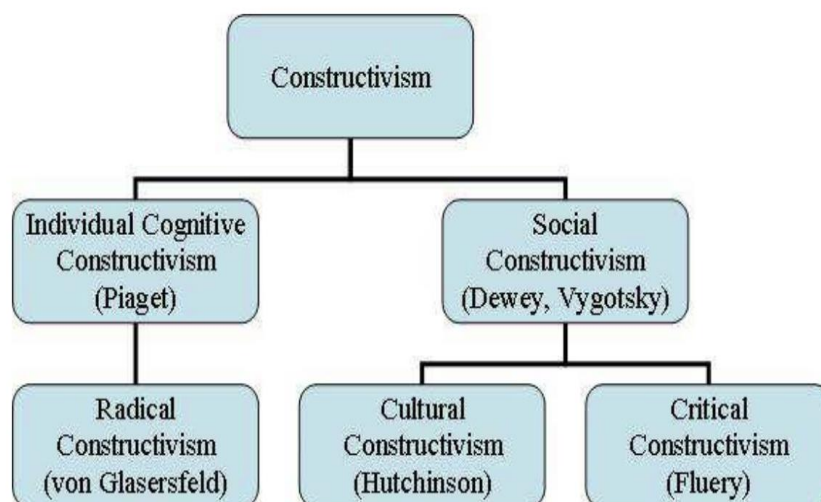 Constructivism
Individual Cognitive
Constructivism
(Piaget)
Social
Constructivism
(Dewey, Vygotsky)
Radical
Constructivism
(von Glasersfeld)
Cultural
Constructivism
(Hutchinson)
Critical
Constructivism
(Fluery)